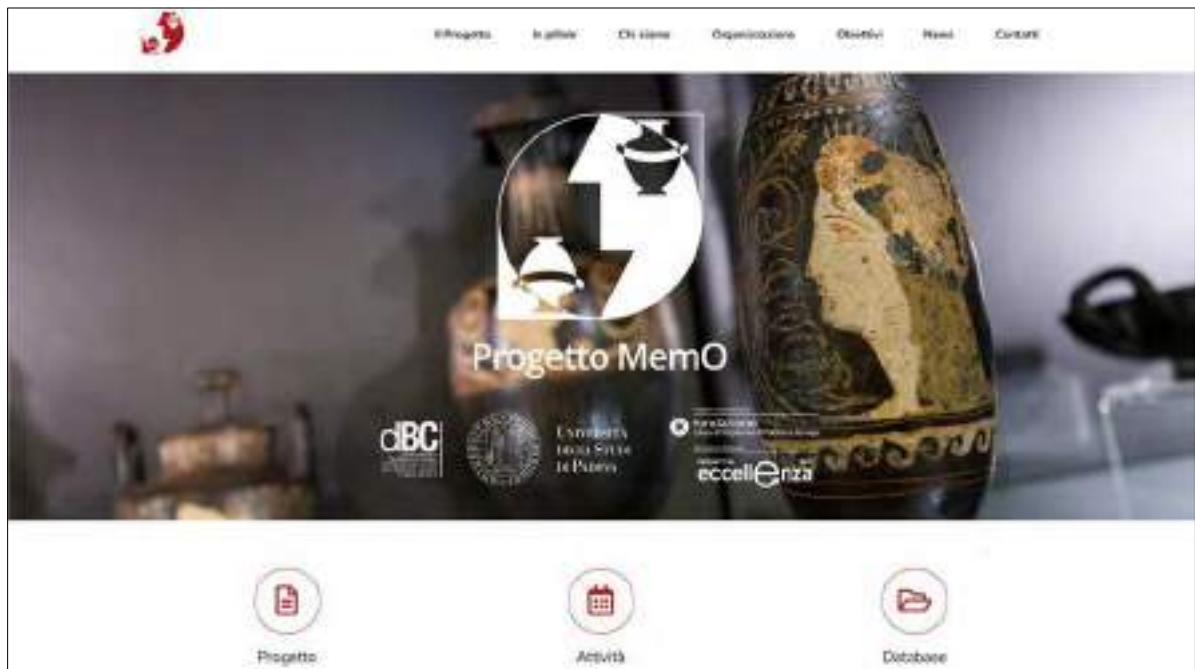 Il Progetto In pillole Chi siamo Organizzazione Obiettivi News Contatti
Progetto MemO
dBC
UNIVERSITÀ
DEGLI STUDI
DI PADOVA
eccellenza
Progetto Attività Database